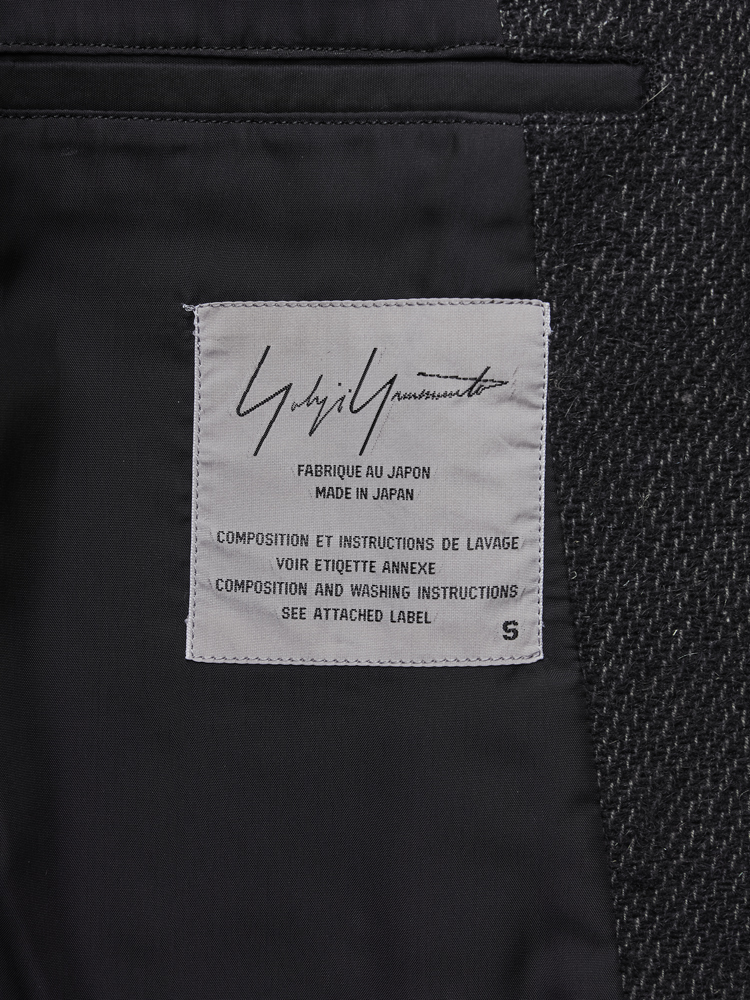 Yohji Yamamoto
FABRIQUE AU JAPON
MADE IN JAPAN
COMPOSITION ET INSTRUCTIONS DE LAVAGE
VOIR ETIQETTE ANNEXE
COMPOSITION AND WASHING INSTRUCTIONS
SEE ATTACHED LABEL
S